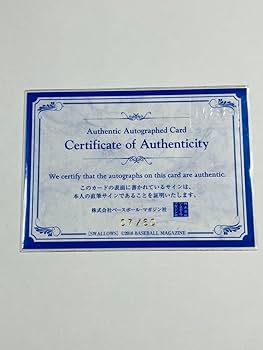 Authentic Autographed Card
Certificate of Authenticity
We certify that the autographs on this card are authentic.
このカードの表面に書かれているサインは、
本人の直筆サインであることを証明いたします。
株式会社ベースボール・マガジン社
[SWALLOWS] ©2018 BASEBALL MAGAZINE